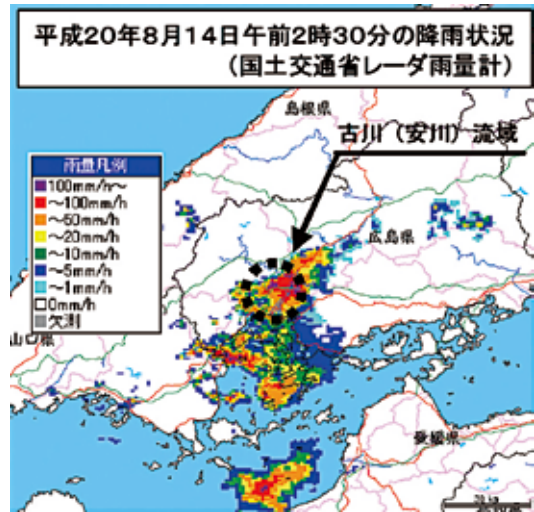 平成20年8月14日午前2時30分の降雨状況
（国土交通省レーダ雨量計）
島根県
古川（安川）流域
雨量凡例
100mm/h～
～100mm/h
～50mm/h
～20mm/h
～10mm/h
～5mm/h
～1mm/h
0mm/h
欠測
広島県
山口県
愛媛県